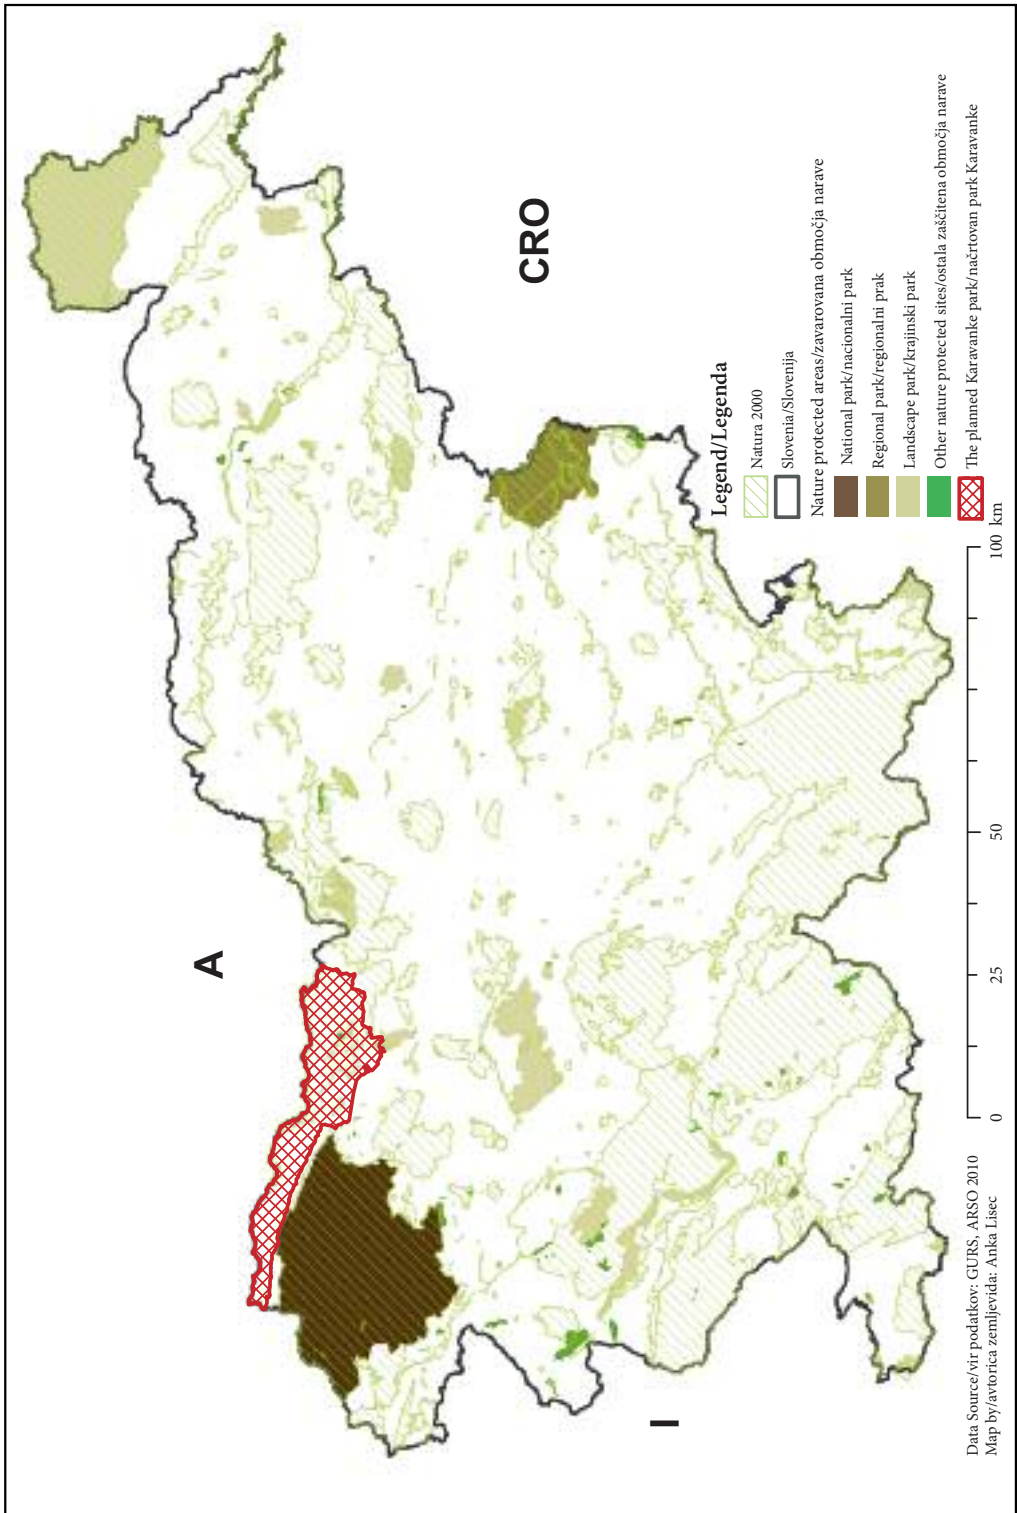 A
CRO
I
Legend/Legenda
Natura 2000
Slovenia/Slovenija
Nature protected areas/zavarovana območja narave
National park/nacionalni park
Regional park/regionalni prak
Landscape park/krajinski park
Other nature protected sites/ostala zaščitena območja narave
The planned Karavanke park/načrtovan park Karavanke
0 25 50 100 km
Data Source/vir podatkov: GURS, ARSO 2010
Map by/avtorica zemljevida: Anka Lisec